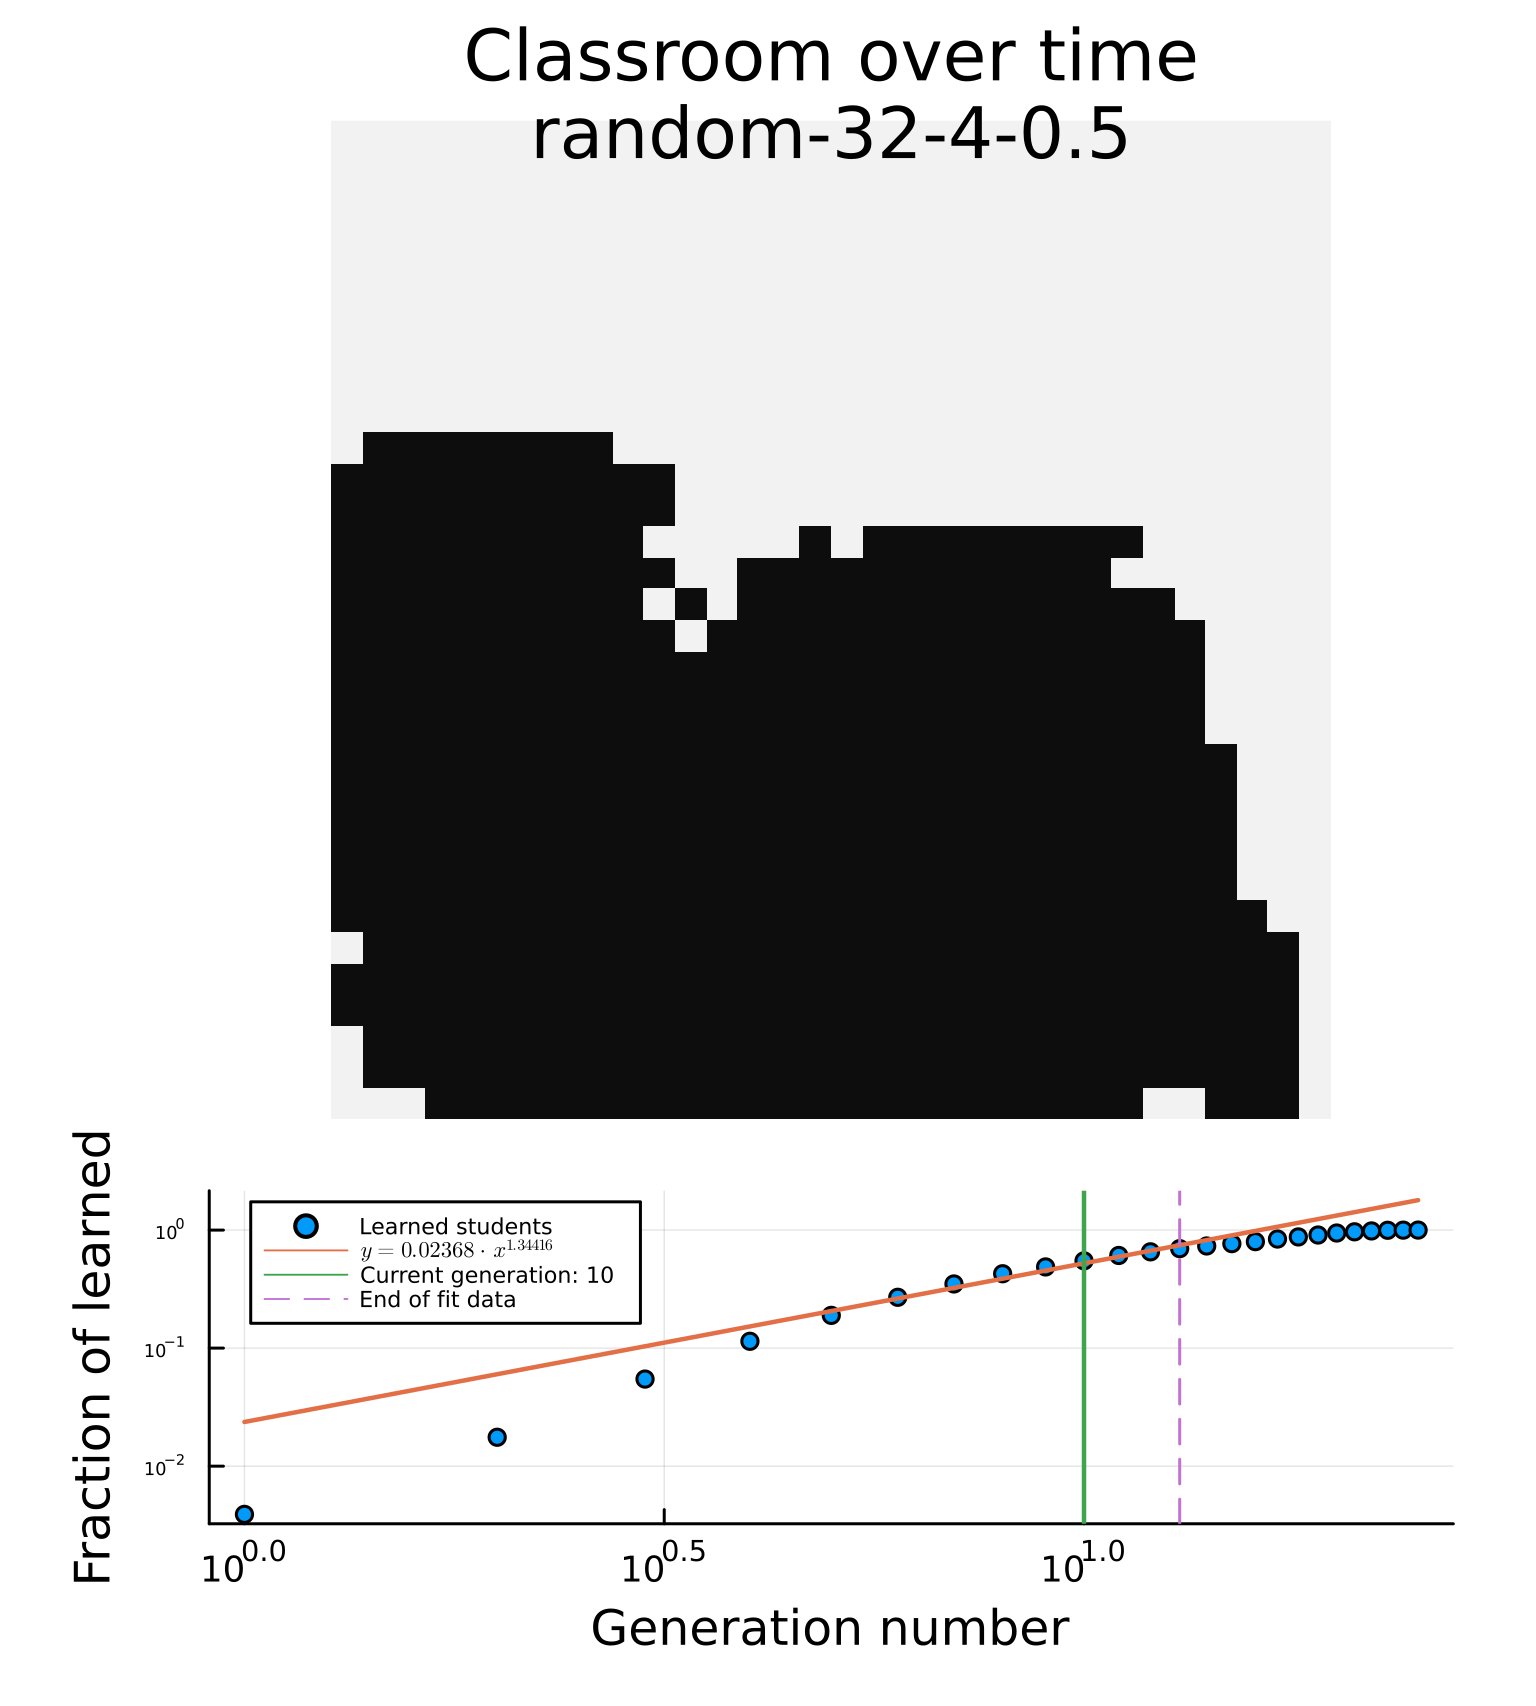 Classroom over time
random-32-4-0.5
Fraction of learned
10^0
10^−1
10^−2
Learned students
y = 0.02368 · x^1.34416
Current generation: 10
End of fit data
10^0.0
10^0.5
10^1.0
Generation number